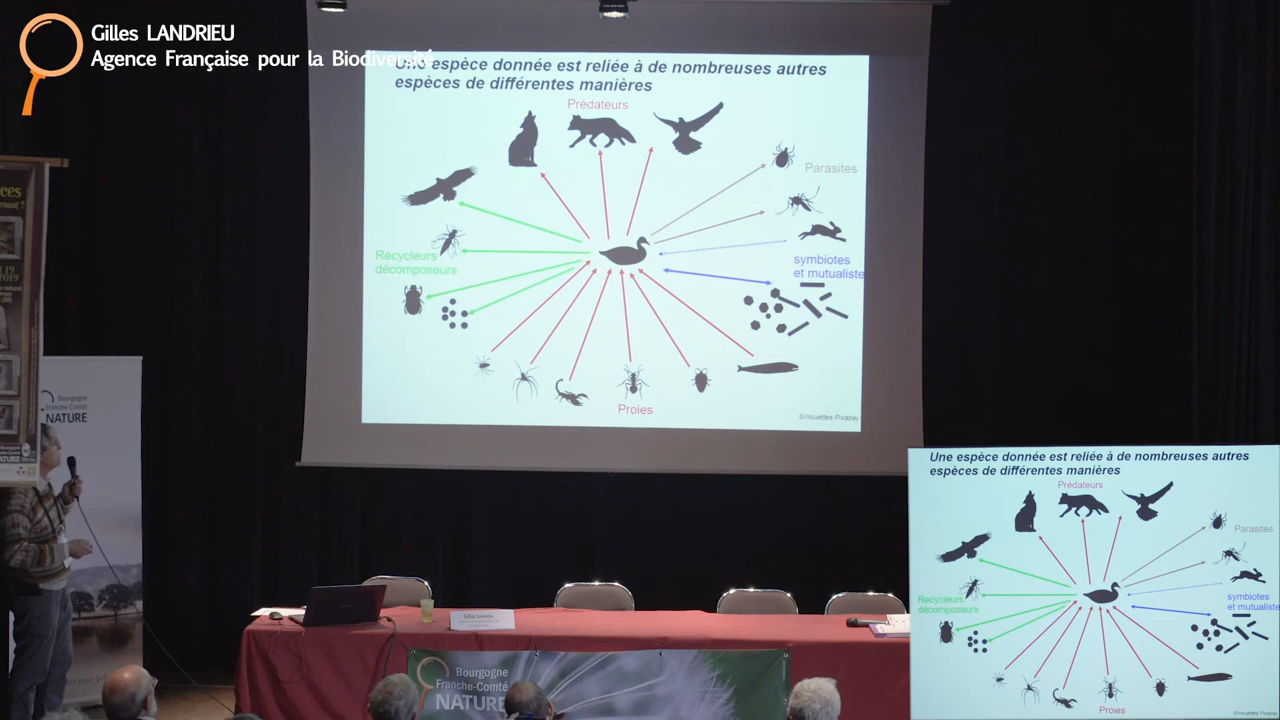 Gilles LANDRIEU
Agence Française pour la Biodiversité
Une espèce donnée est reliée à de nombreuses autres
espèces de différentes manières
Prédateurs
Parasites
symbiotes
et mutualiste
Recycleurs
décomposeurs
Proies
Silhouettes Pixabay
Bourgogne
Franche-Comté
NATURE
Gilles Landrieu
Bourgogne
Franche-Comté
NATURE
Une espèce donnée est reliée à de nombreuses autres
espèces de différentes manières
Prédateurs
Parasites
symbiotes
et mutualiste
Recycleurs
décomposeurs
Proies
Silhouettes Pixabay